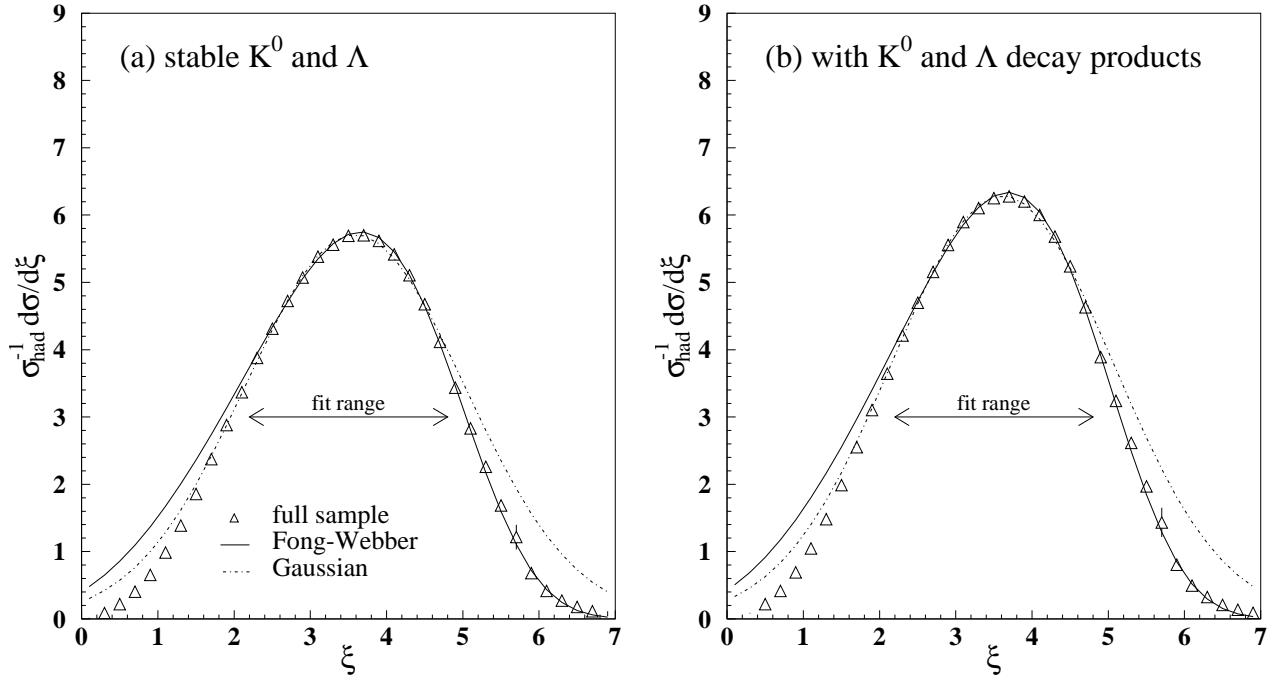 (a) stable K⁰ and Λ
9
8
7
6
5
4
3
2
1
0
σ⁻¹had dσ/dξ
fit range
full sample
Fong-Webber
Gaussian
0 1 2 3 4 5 6 7
ξ
(b) with K⁰ and Λ decay products
9
8
7
6
5
4
3
2
1
0
σ⁻¹had dσ/dξ
fit range
0 1 2 3 4 5 6 7
ξ